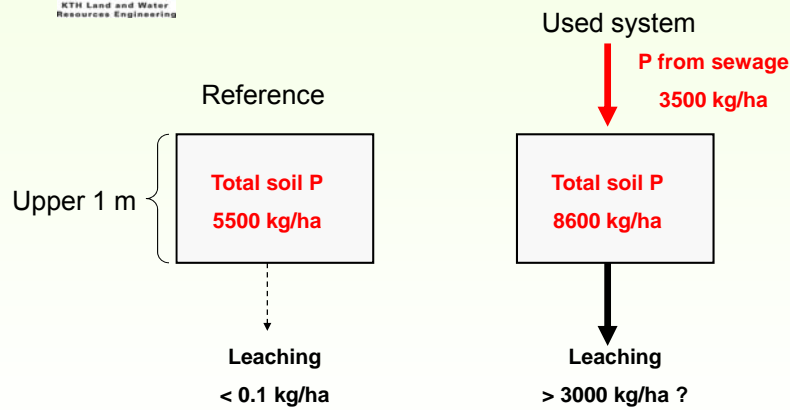 KTH Land and Water
Resources Engineering
Used system
P from sewage
3500 kg/ha
Reference
Upper 1 m
Total soil P
5500 kg/ha
Total soil P
8600 kg/ha
Leaching
< 0.1 kg/ha
Leaching
> 3000 kg/ha ?